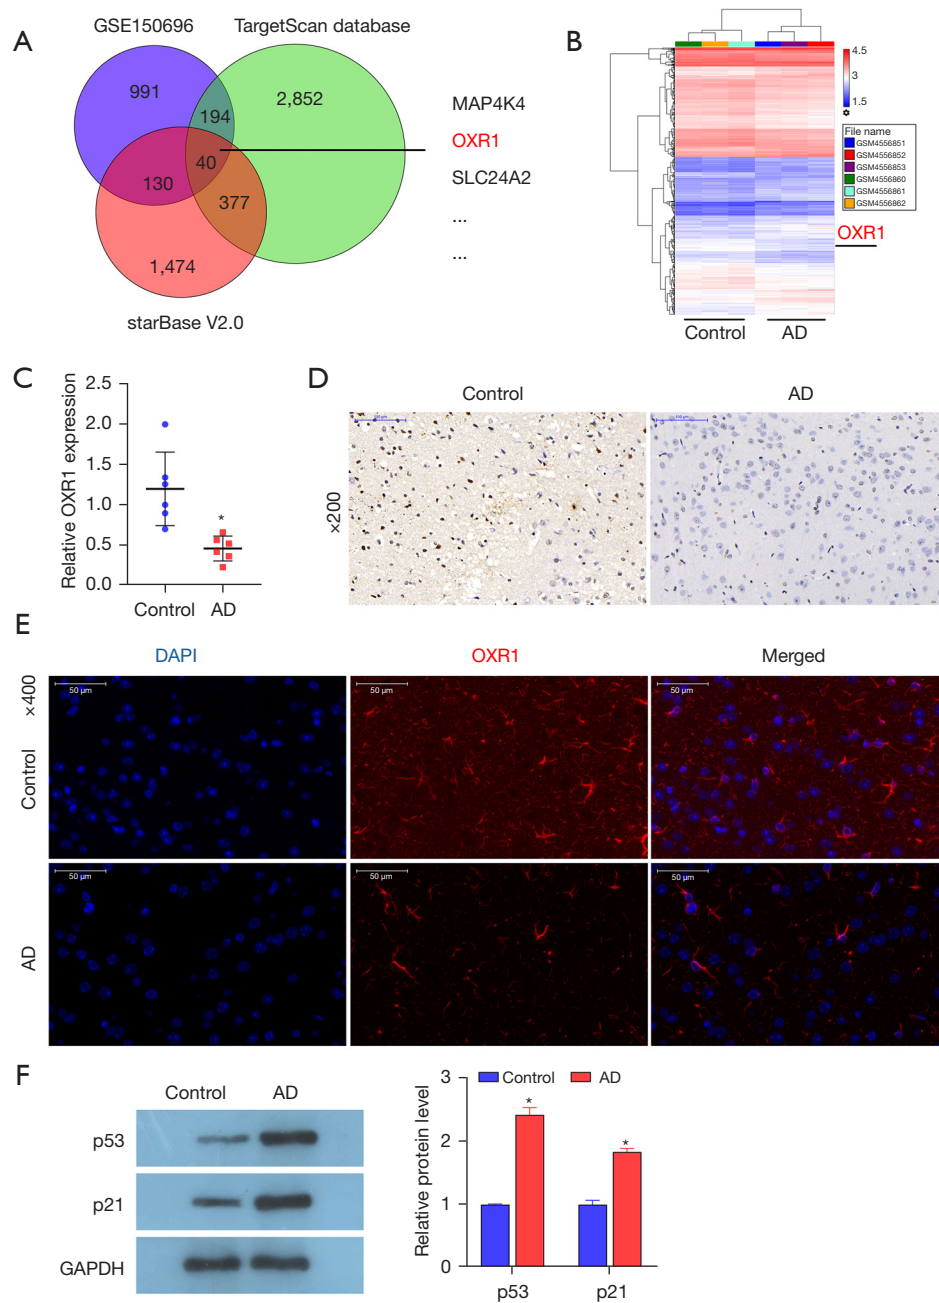 A
GSE150696
TargetScan database
991
194
2,852
40
130
377
1,474
starBase V2.0
MAP4K4
OXR1
SLC24A2
...
...
B
4.5
3
1.5
File name
GSM4556851
GSM4556852
GSM4556853
GSM4556860
GSM4556861
GSM4556862
OXR1
Control
AD
C
Relative OXR1 expression
2.5
2.0
1.5
1.0
0.5
0.0
*
Control
AD
D
Control
AD
×200
E
DAPI
OXR1
Merged
×400
Control
50 μm
50 μm
50 μm
AD
50 μm
50 μm
50 μm
F
Control
AD
p53
p21
GAPDH
Control
AD
Relative protein level
3
2
1
0
*
*
p53
p21